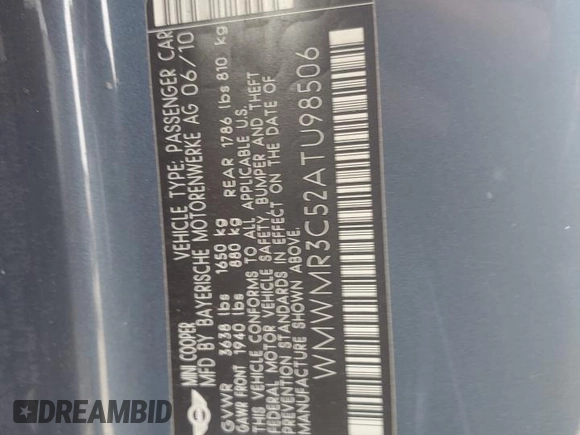 MINI COOPER VEHICLE TYPE: PASSENGER CAR
MFD BY BAYERISCHE MOTORENWERKE AG 06/10
GVWR 3638 lbs 1650 kg
GAWR FRONT 1940 lbs 880 kg REAR 1786 lbs 810 kg
THIS VEHICLE CONFORMS TO ALL APPLICABLE U.S.
FEDERAL MOTOR VEHICLE SAFETY, BUMPER AND THEFT
PREVENTION STANDARDS IN EFFECT ON THE DATE OF
MANUFACTURE SHOWN ABOVE.
WMWMR3C52ATU98506
DREAMBID